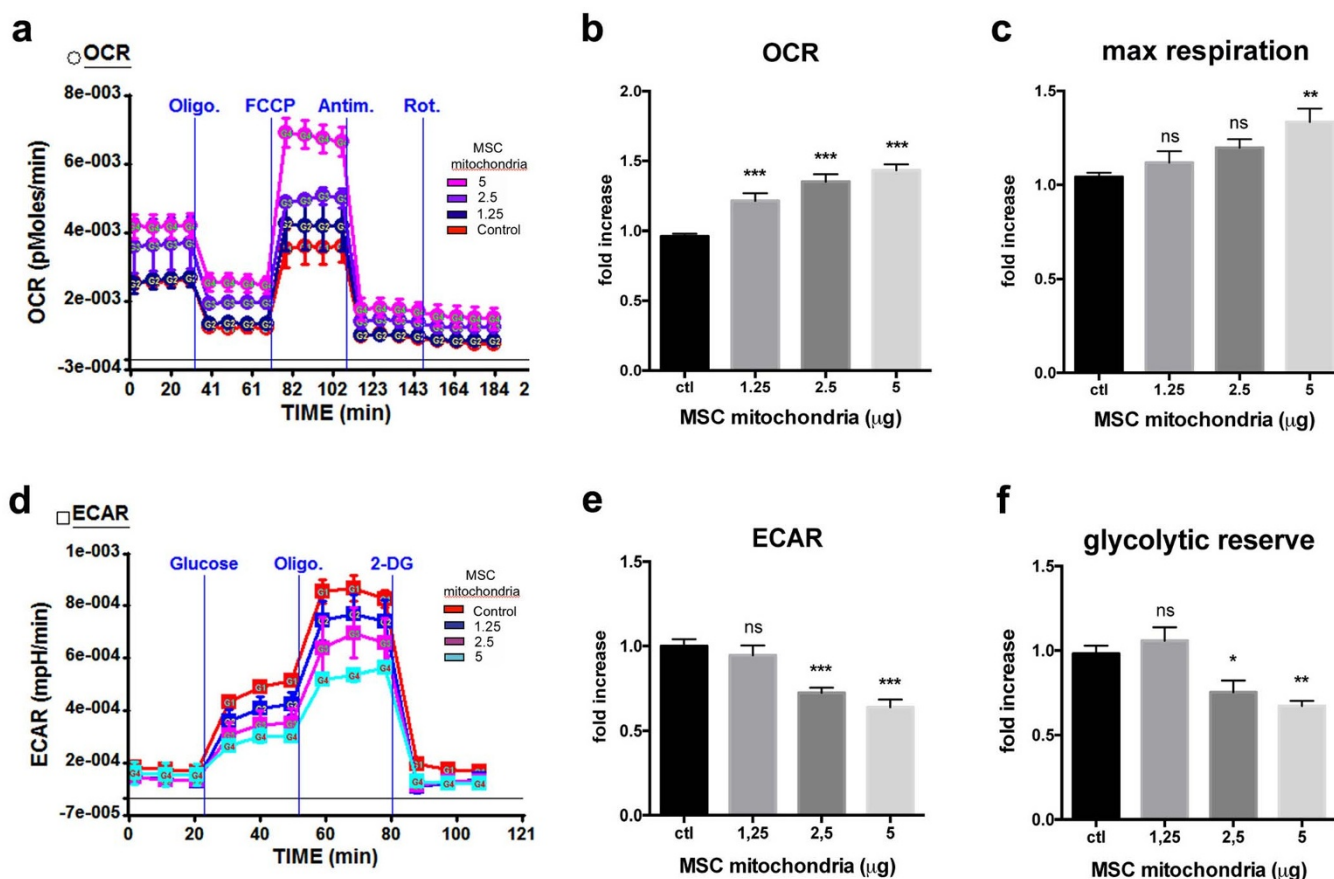 a
OCR
8e-003
6e-003
4e-003
2e-003
-3e-004
OCR (pMoles/min)
Oligo. FCCP Antim. Rot.
MSC
mitochondria
5
2.5
1.25
Control
0 20 41 61 82 102 123 143 164 184 2
TIME (min)
b
OCR
2.0
1.5
1.0
0.5
0.0
fold increase
*** *** ***
ctl 1.25 2.5 5
MSC mitochondria (μg)
c
max respiration
1.5
1.0
0.5
0.0
fold increase
ns ns **
ctl 1.25 2.5 5
MSC mitochondria (μg)
d
ECAR
1e-003
8e-004
6e-004
4e-004
2e-004
-7e-005
ECAR (mpH/min)
Glucose Oligo. 2-DG
MSC
mitochondria
Control
1.25
2.5
5
0 20 40 60 80 100 121
TIME (min)
e
ECAR
1.5
1.0
0.5
0.0
fold increase
ns *** ***
ctl 1,25 2,5 5
MSC mitochondria (μg)
f
glycolytic reserve
1.5
1.0
0.5
0.0
fold increase
ns * **
ctl 1,25 2,5 5
MSC mitochondria (μg)